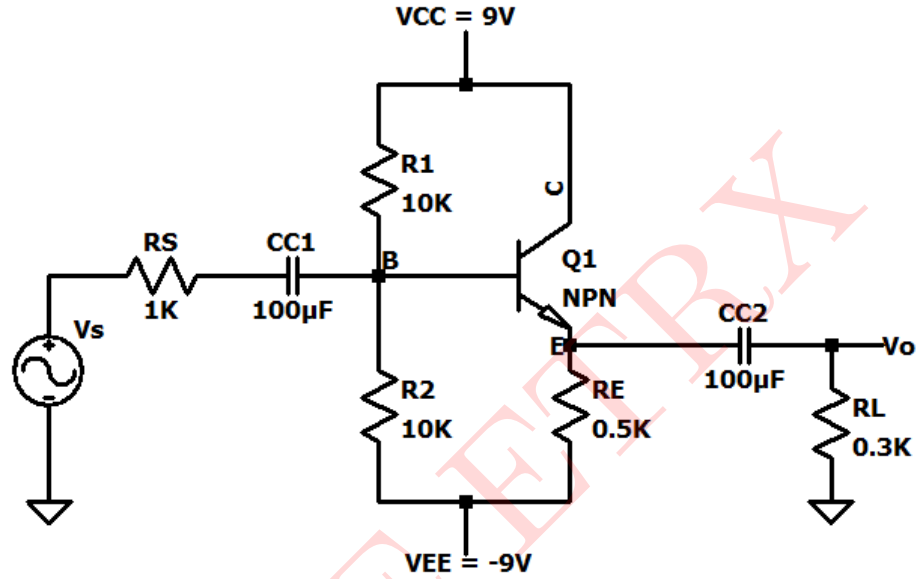 VCC = 9V
R1
10K
C
RS
1K
CC1
100µF
B
Q1
NPN
Vs
E
CC2
100µF
Vo
R2
10K
RE
0.5K
RL
0.3K
VEE = -9V
E ETRX